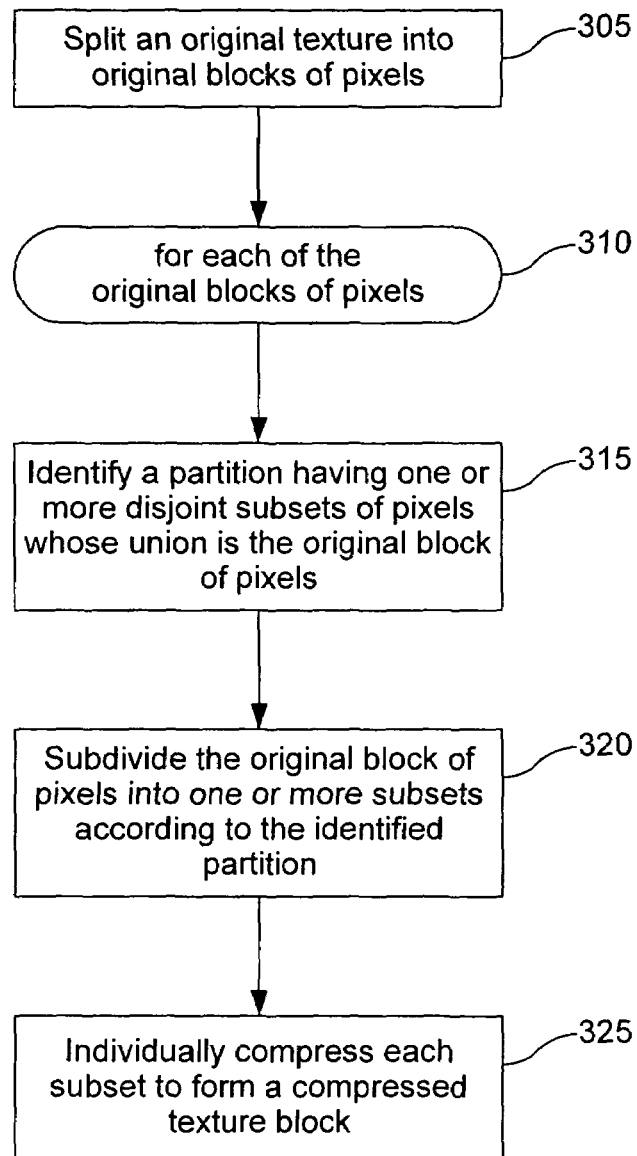 Split an original texture into
original blocks of pixels
305
for each of the
original blocks of pixels
310
Identify a partition having one or
more disjoint subsets of pixels
whose union is the original block
of pixels
315
Subdivide the original block of
pixels into one or more subsets
according to the identified
partition
320
Individually compress each
subset to form a compressed
texture block
325